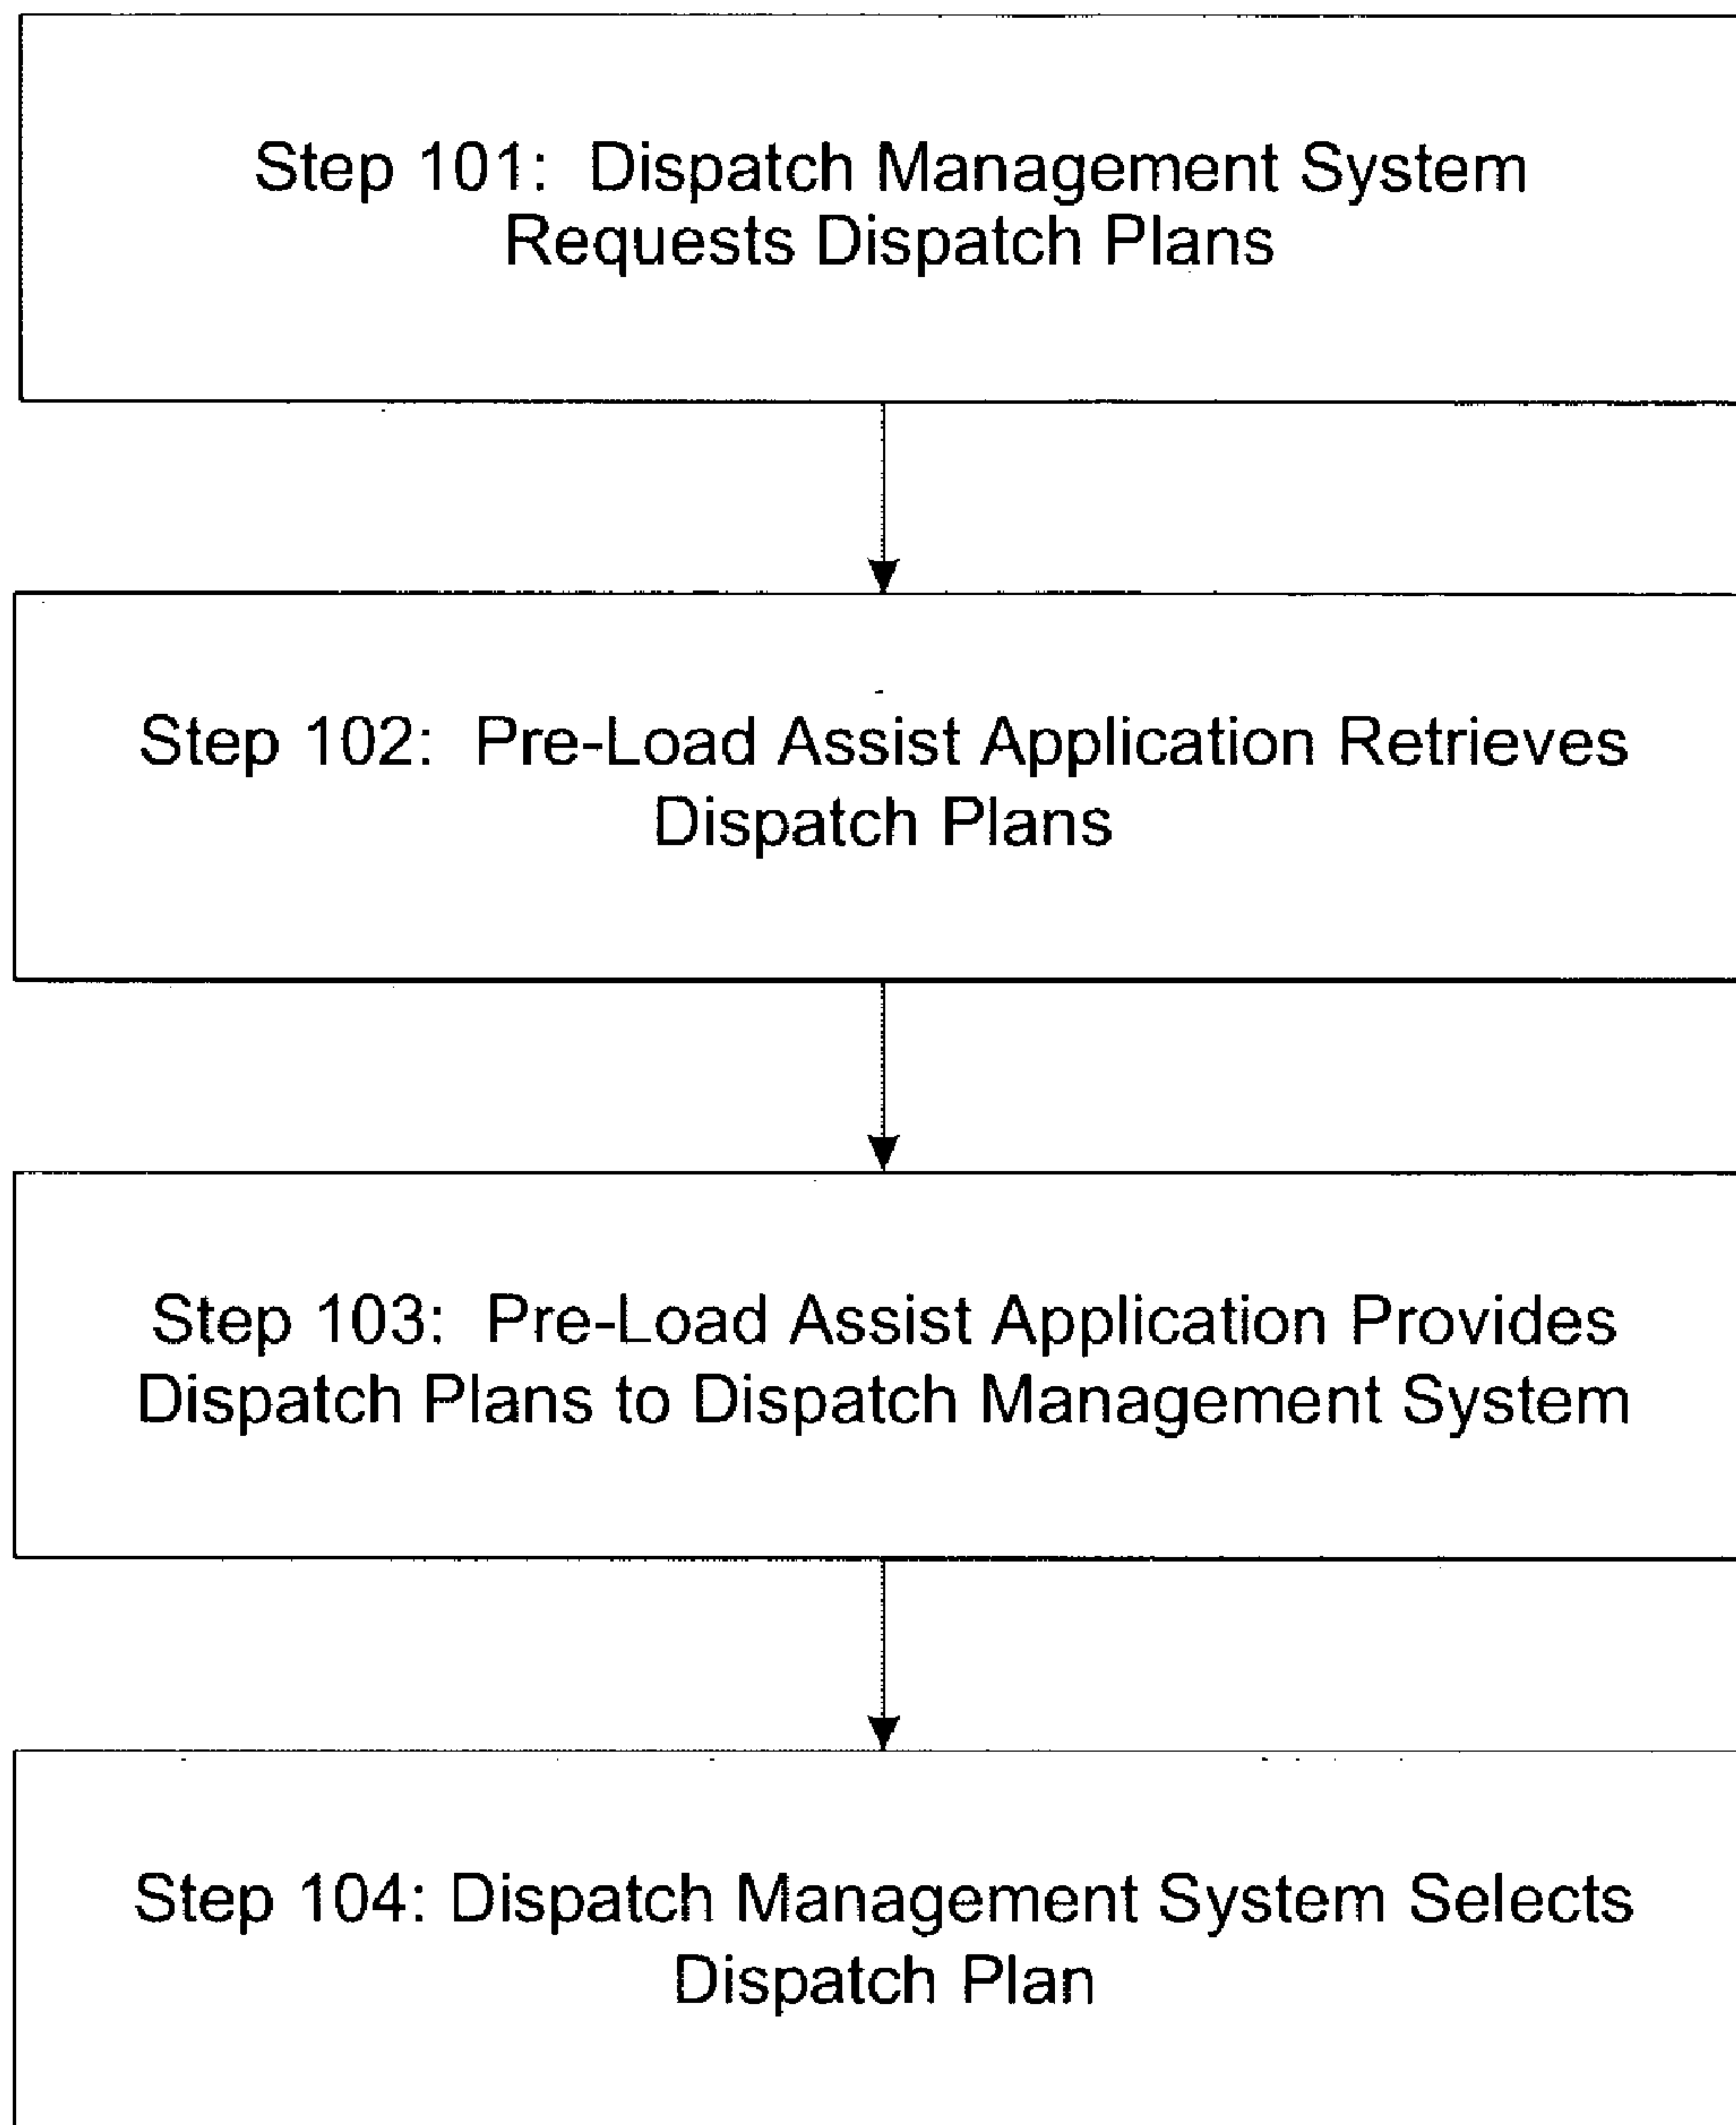 Step 101: Dispatch Management System
Requests Dispatch Plans
Step 102: Pre-Load Assist Application Retrieves
Dispatch Plans
Step 103: Pre-Load Assist Application Provides
Dispatch Plans to Dispatch Management System
Step 104: Dispatch Management System Selects
Dispatch Plan